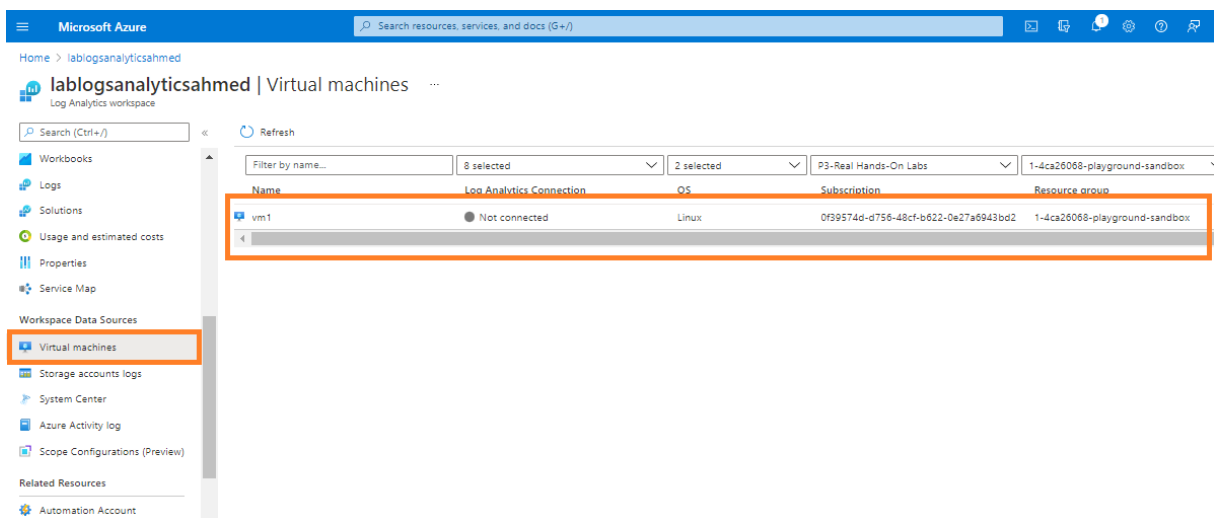 Microsoft Azure
Search resources, services, and docs (G+/)
1
Home > lablogsanalyticsahmed
lablogsanalyticsahmed | Virtual machines ...
Log Analytics workspace
Search (Ctrl+/)
«
Refresh
Workbooks
Logs
Solutions
Usage and estimated costs
Properties
Service Map
Workspace Data Sources
Virtual machines
Storage accounts logs
System Center
Azure Activity log
Scope Configurations (Preview)
Related Resources
Automation Account
Filter by name... 8 selected 2 selected P3-Real Hands-On Labs 1-4ca26068-playground-sandbox
Name Log Analytics Connection OS Subscription Resource group
vm1 Not connected Linux 0f39574d-d756-48cf-b622-0e27a6943bd2 1-4ca26068-playground-sandbox